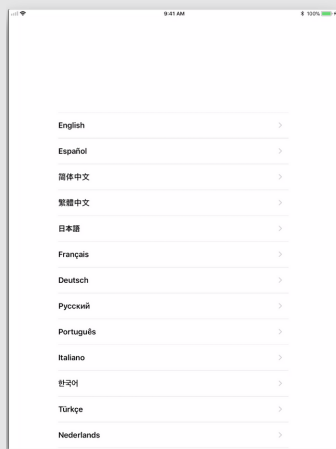 9:41 AM
100%
English
Español
简体中文
繁體中文
日本語
Français
Deutsch
Русский
Português
Italiano
한국어
Türkçe
Nederlands